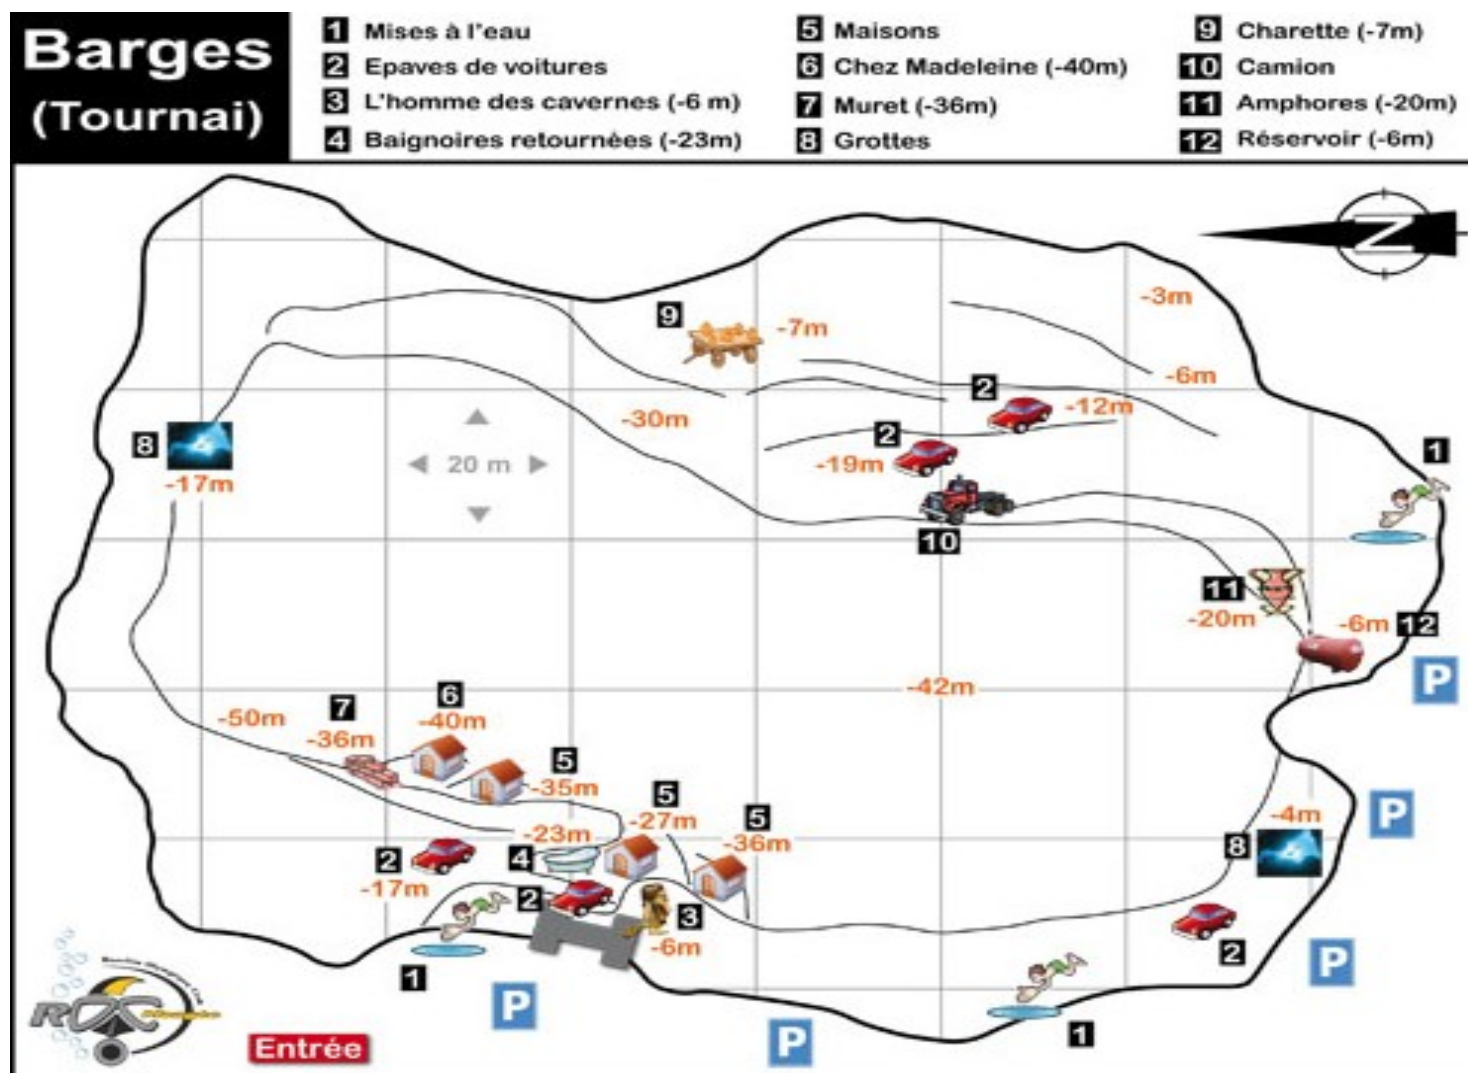 Barges
(Tournai)
1 Mises à l'eau
2 Epaves de voitures
3 L'homme des cavernes (-6 m)
4 Baignoires retournées (-23m)
5 Maisons
6 Chez Madeleine (-40m)
7 Muret (-36m)
8 Grottes
9 Charette (-7m)
10 Camion
11 Amphores (-20m)
12 Réservoir (-6m)
N
-3m
9
-7m
-6m
2
-12m
-30m
2
8
-19m
1
20 m
-17m
10
11
-20m
-6m 12
P
-42m
6
7
-50m
-40m
-36m
5
-35m
5
5
-27m
-23m
-36m
P
-4m
8
2
4
-17m
2
3
-6m
2
1
P
P
P
1
ROC
Entrée